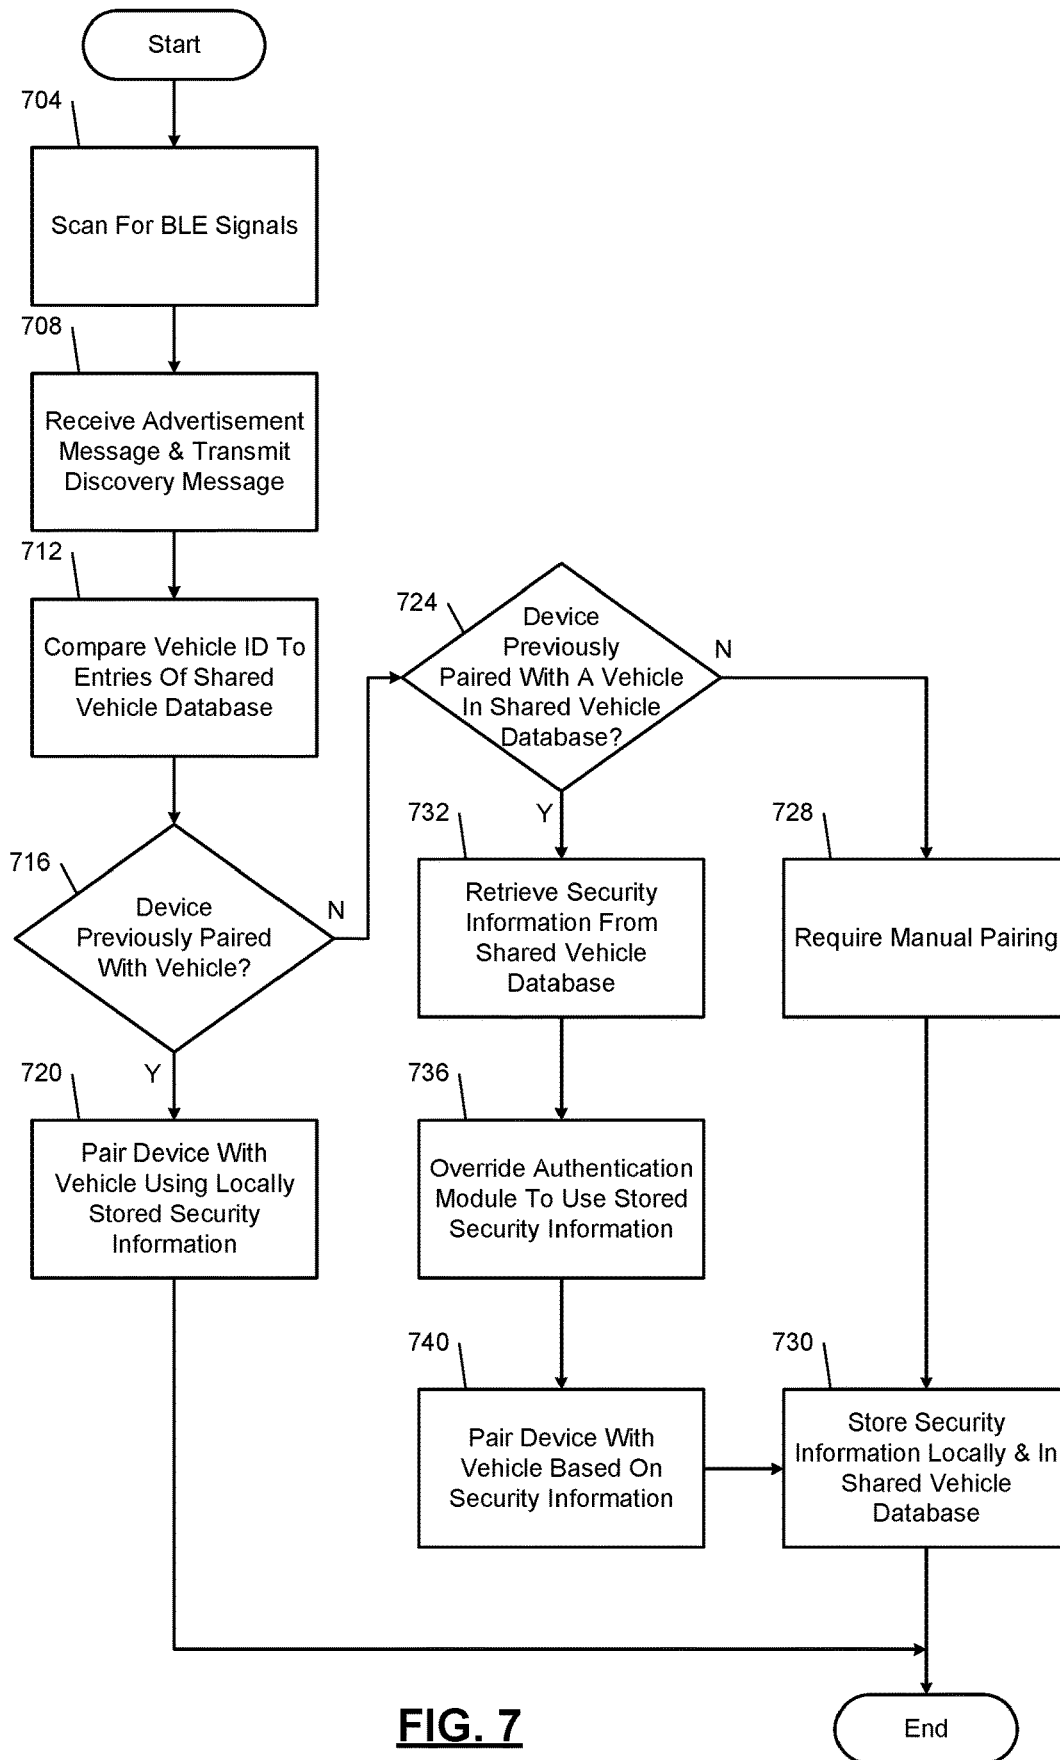 Start
704
Scan For BLE Signals
708
Receive Advertisement
Message & Transmit
Discovery Message
712
Compare Vehicle ID To
Entries Of Shared
Vehicle Database
716
Device
Previously Paired
With Vehicle?
N
Y
720
Pair Device With
Vehicle Using Locally
Stored Security
Information
724
Device
Previously
Paired With A Vehicle
In Shared Vehicle
Database?
N
Y
732
Retrieve Security
Information From
Shared Vehicle
Database
728
Require Manual Pairing
736
Override Authentication
Module To Use Stored
Security Information
740
Pair Device With
Vehicle Based On
Security Information
730
Store Security
Information Locally & In
Shared Vehicle
Database
End
FIG. 7